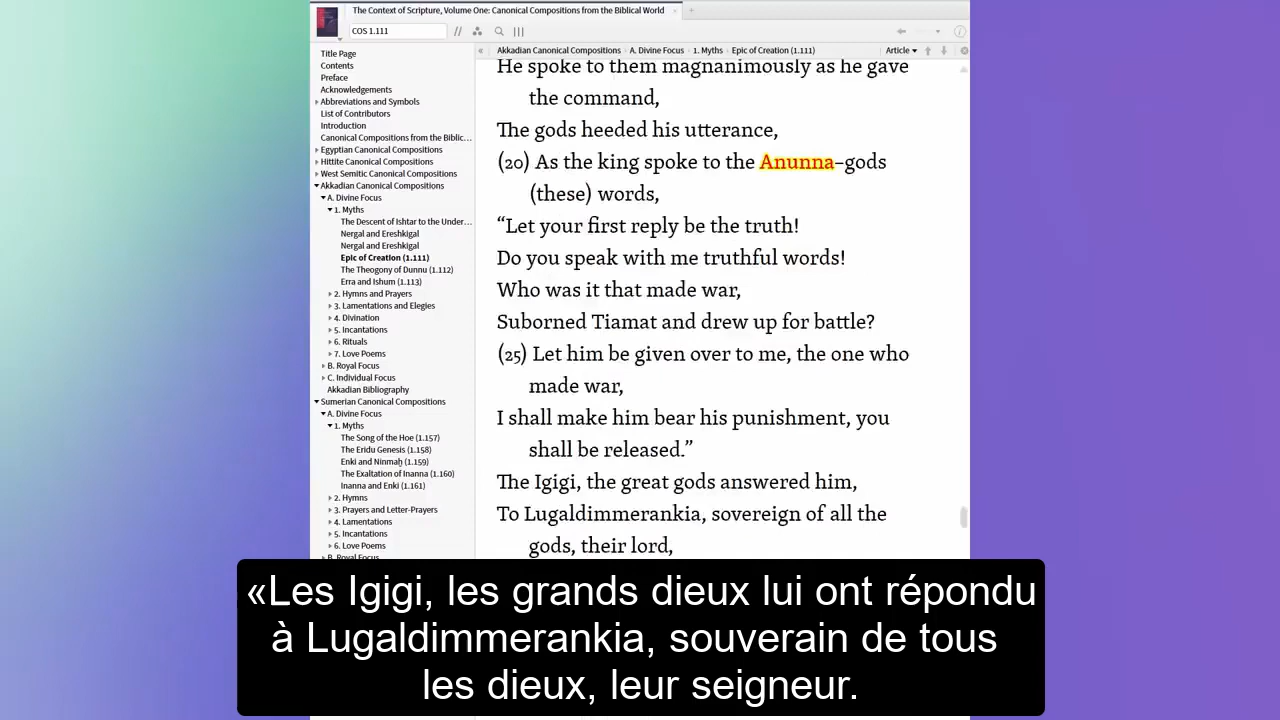 The Context of Scripture, Volume One: Canonical Compositions from the Biblical World
COS 1.111
Title Page
Contents
Preface
Acknowledgements
Abbreviations and Symbols
List of Contributors
Introduction
Canonical Compositions from the Biblic...
Egyptian Canonical Compositions
Hittite Canonical Compositions
West Semitic Canonical Compositions
Akkadian Canonical Compositions
A. Divine Focus
1. Myths
The Descent of Ishtar to the Under...
Nergal and Ereshkigal
Nergal and Ereshkigal
Epic of Creation (1.111)
The Theogony of Dunnu (1.112)
Erra and Ishum (1.113)
2. Hymns and Prayers
3. Lamentations and Elegies
4. Divination
5. Incantations
6. Rituals
7. Love Poems
B. Royal Focus
C. Individual Focus
Akkadian Bibliography
Sumerian Canonical Compositions
A. Divine Focus
1. Myths
The Song of the Hoe (1.157)
The Eridu Genesis (1.158)
Enki and Ninmaḫ (1.159)
The Exaltation of Inanna (1.160)
Inanna and Enki (1.161)
2. Hymns
3. Prayers and Letter-Prayers
4. Lamentations
5. Incantations
6. Love Poems
B. Royal Focus
« Akkadian Canonical Compositions › A. Divine Focus › 1. Myths › Epic of Creation (1.111)
Article
He spoke to them magnanimously as he gave
the command,
The gods heeded his utterance,
(20) As the king spoke to the Anunna–gods
(these) words,
“Let your first reply be the truth!
Do you speak with me truthful words!
Who was it that made war,
Suborned Tiamat and drew up for battle?
(25) Let him be given over to me, the one who
made war,
I shall make him bear his punishment, you
shall be released.”
The Igigi, the great gods answered him,
To Lugaldimmerankia, sovereign of all the
gods, their lord,
«Les Igigi, les grands dieux lui ont répondu
à Lugaldimmerankia, souverain de tous
les dieux, leur seigneur.